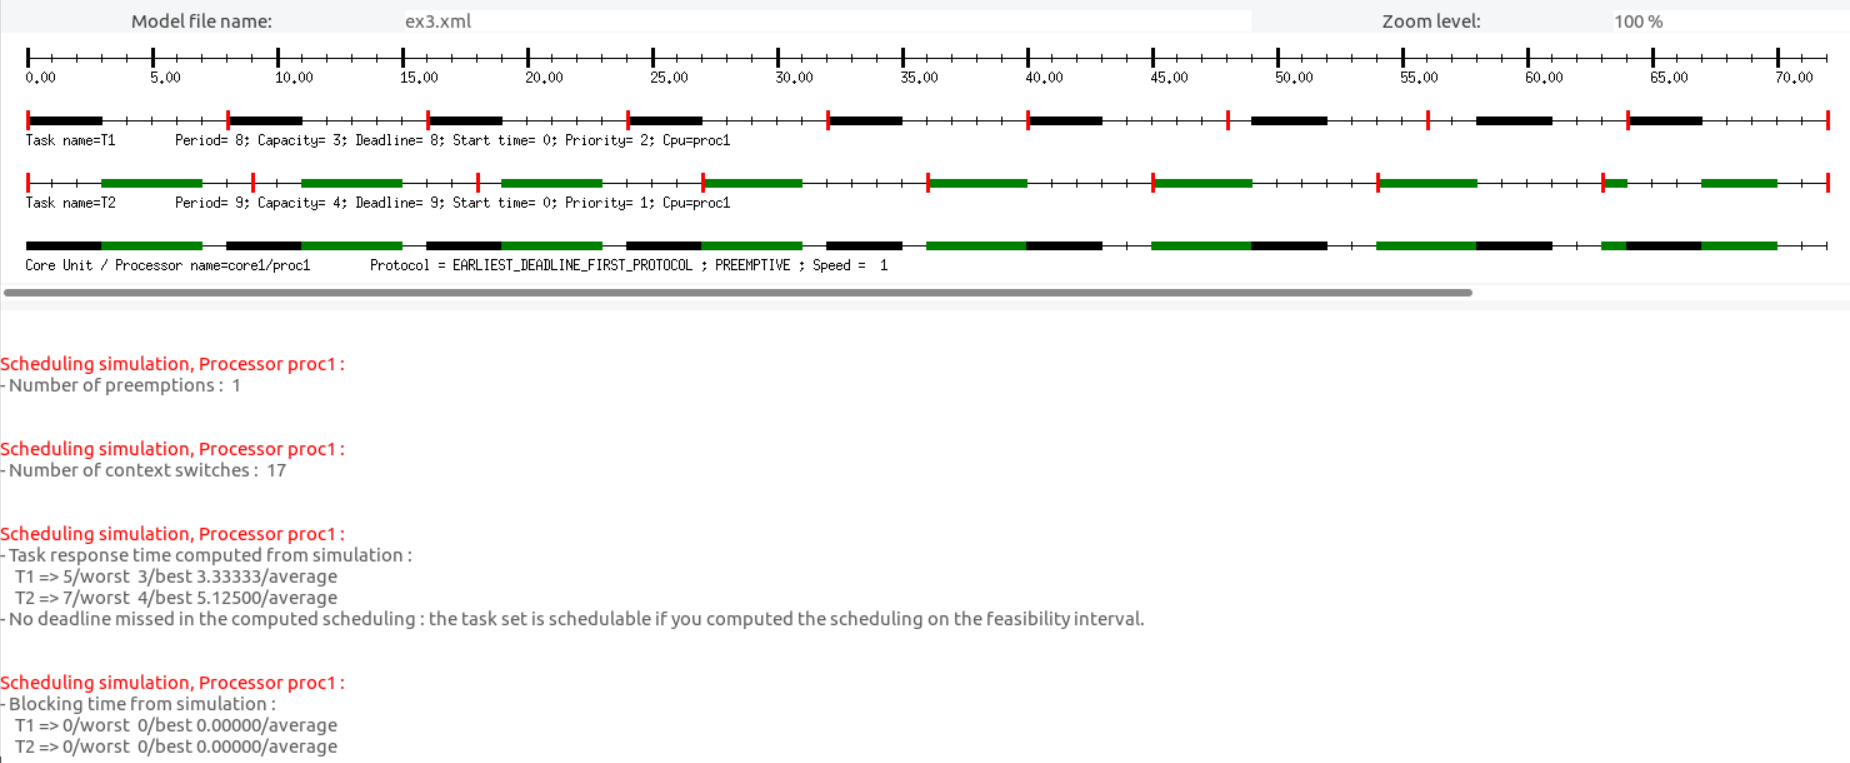 Model file name: ex3.xml Zoom level: 100 %
0.00 5.00 10.00 15.00 20.00 25.00 30.00 35.00 40.00 45.00 50.00 55.00 60.00 65.00 70.00
Task name=T1 Period= 8; Capacity= 3; Deadline= 8; Start time= 0; Priority= 2; Cpu=proc1
Task name=T2 Period= 9; Capacity= 4; Deadline= 9; Start time= 0; Priority= 1; Cpu=proc1
Core Unit / Processor name=core1/proc1 Protocol = EARLIEST_DEADLINE_FIRST_PROTOCOL ; PREEMPTIVE ; Speed = 1
Scheduling simulation, Processor proc1 :
- Number of preemptions : 1
Scheduling simulation, Processor proc1 :
- Number of context switches : 17
Scheduling simulation, Processor proc1 :
- Task response time computed from simulation :
T1 => 5/worst 3/best 3.33333/average
T2 => 7/worst 4/best 5.12500/average
- No deadline missed in the computed scheduling : the task set is schedulable if you computed the scheduling on the feasibility interval.
Scheduling simulation, Processor proc1 :
- Blocking time from simulation :
T1 => 0/worst 0/best 0.00000/average
T2 => 0/worst 0/best 0.00000/average